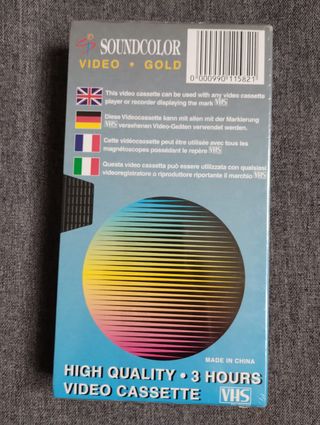 SOUNDCOLOR
VIDEO • GOLD
0 000990 115821
This video cassette can be used with any video cassette
player or recorder displaying the mark VHS
Diese Videocassette kann mit allen mit der Markierung
VHS versehenen Video-Geräten verwendet werden.
Cette vidéocassette peut être utilisée avec tous les
magnétoscopes possédant le repère VHS
Questa video cassetta può essere utilizzata con qualsiasi
videoregistratore o riproduttore riportante il marchio VHS
MADE IN CHINA
HIGH QUALITY • 3 HOURS
VIDEO CASSETTE VHS